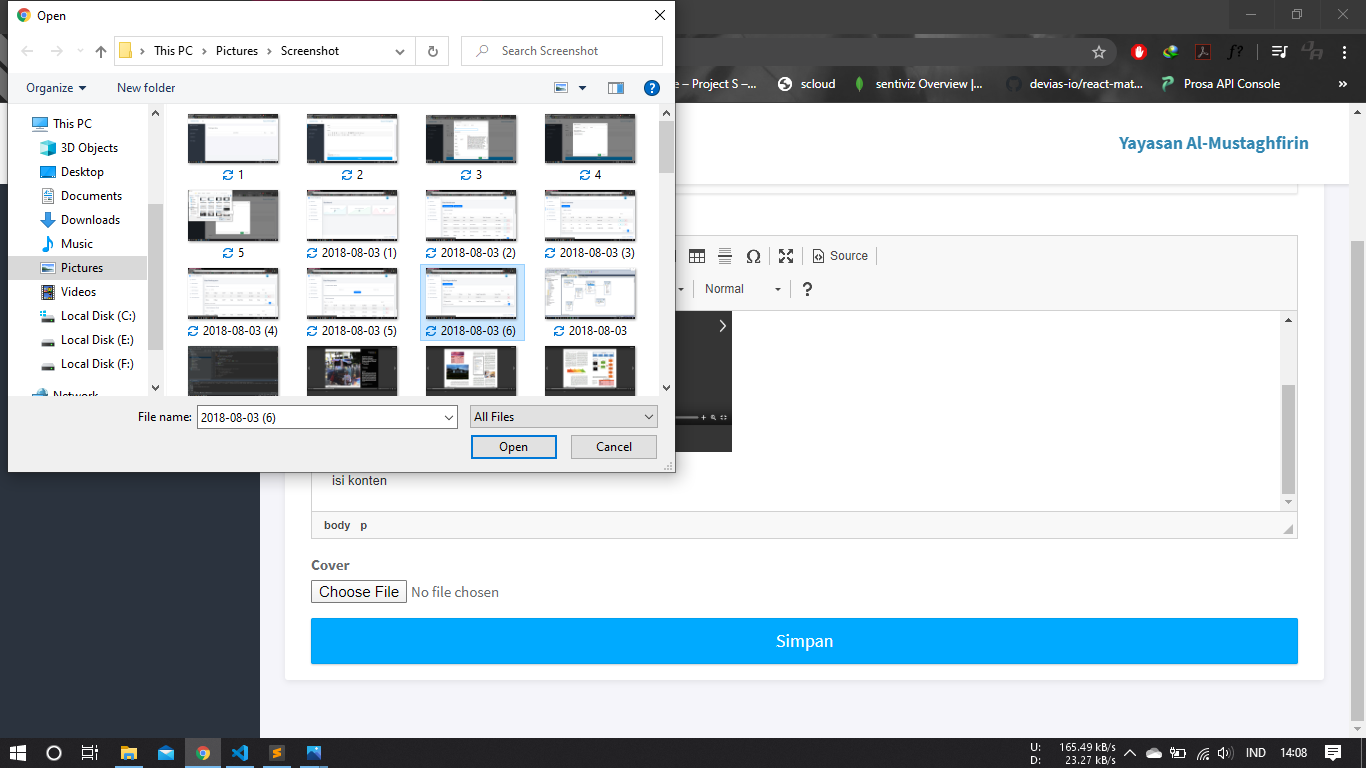 Open
This PC > Pictures > Screenshot
Search Screenshot
Organize
New folder
This PC
3D Objects
Desktop
Documents
Downloads
Music
Pictures
Videos
Local Disk (C:)
Local Disk (E:)
Local Disk (F:)
Network
1
2
3
4
5
2018-08-03 (1)
2018-08-03 (2)
2018-08-03 (3)
2018-08-03 (4)
2018-08-03 (5)
2018-08-03 (6)
2018-08-03
File name:
2018-08-03 (6)
All Files
Open
Cancel
e – Project S –...
scloud
sentiviz Overview |...
devias-io/react-mat...
Prosa API Console
»
Yayasan Al-Mustaghfirin
Ω
Source
Normal
?
isi konten
body p
Cover
Choose File No file chosen
Simpan
U: 165.49 kB/s
D: 23.27 kB/s
IND
14:08